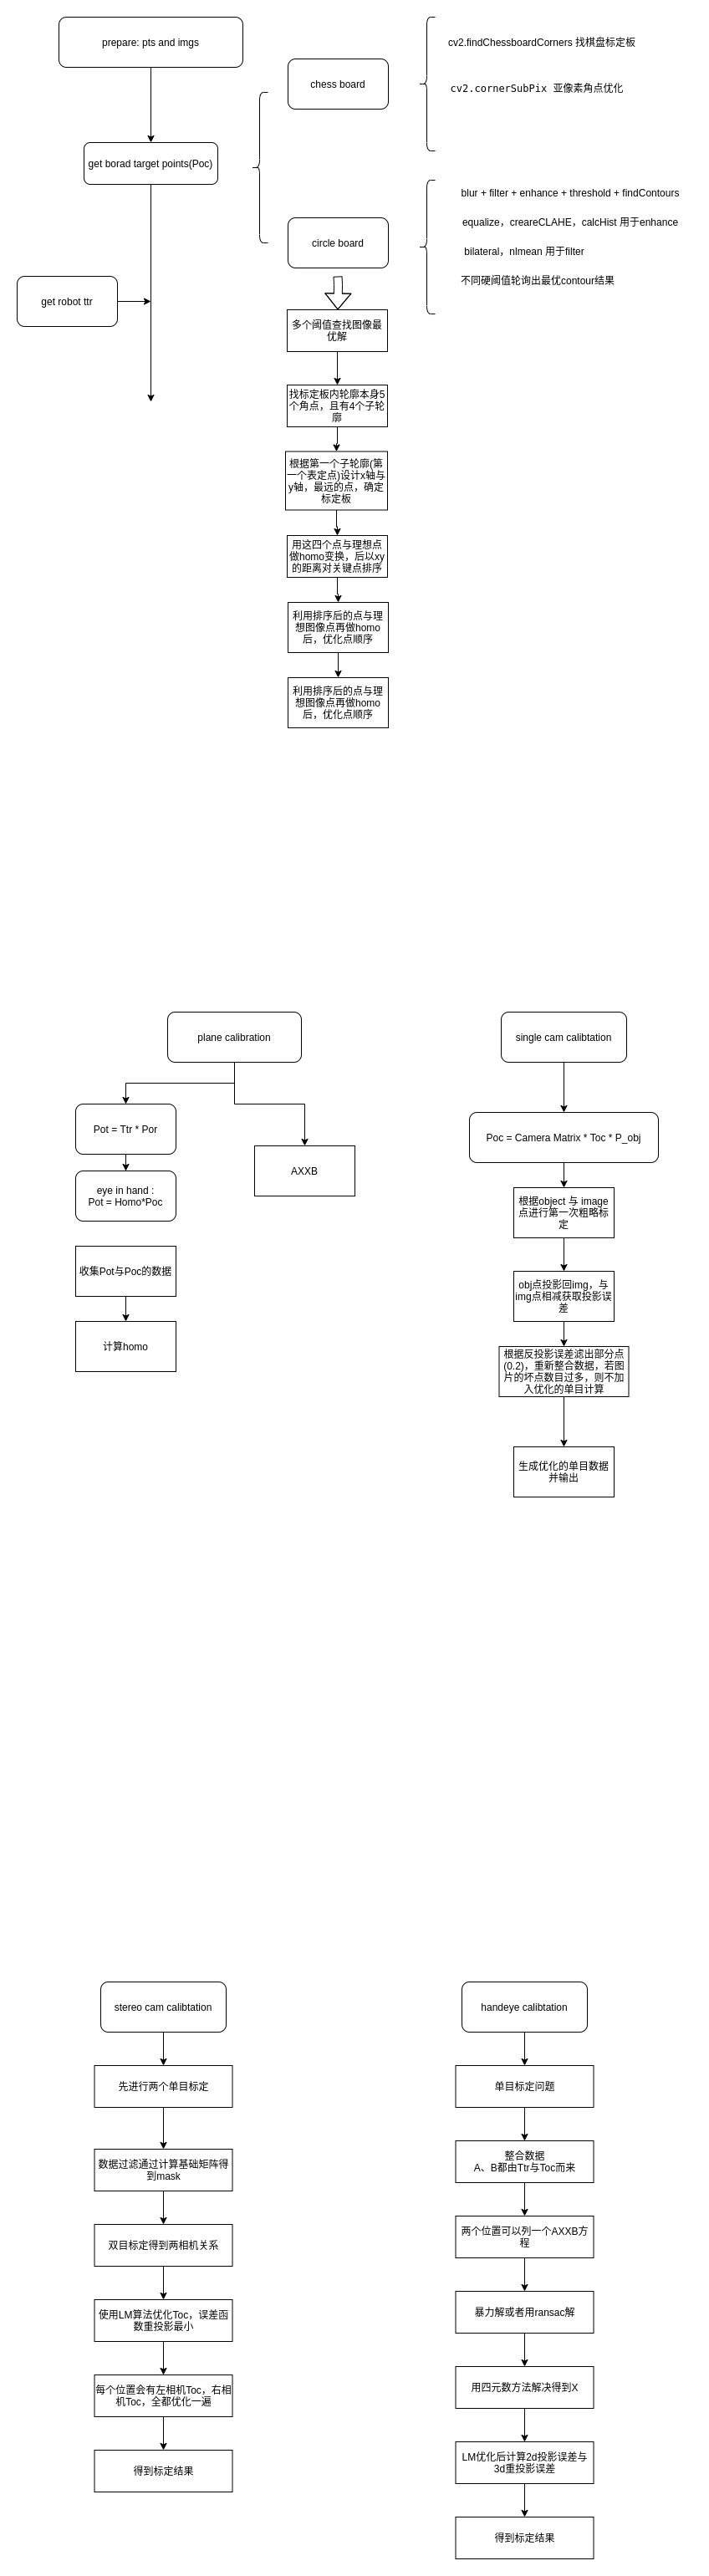 prepare: pts and imgs
get borad target points(Poc)
get robot ttr
chess board
cv2.findChessboardCorners 找棋盘标定板
cv2.cornerSubPix 亚像素角点优化
circle board
blur + filter + enhance + threshold + findContours
equalize，creareCLAHE，calcHist 用于enhance
bilateral，nlmean 用于filter
不同硬阈值轮询出最优contour结果
多个阈值查找图像最
优解
找标定板内轮廓本身5
个角点，且有4个子轮
廓
根据第一个子轮廓(第
一个表定点)设计x轴与
y轴，最远的点，确定
标定板
用这四个点与理想点
做homo变换，后以xy
的距离对关键点排序
利用排序后的点与理
想图像点再做homo
后，优化点顺序
利用排序后的点与理
想图像点再做homo
后，优化点顺序
plane calibration
Pot = Ttr * Por
eye in hand :
Pot = Homo*Poc
AXXB
收集Pot与Poc的数据
计算homo
single cam calibtation
Poc = Camera Matrix * Toc * P_obj
根据object 与 image
点进行第一次粗略标
定
obj点投影回img，与
img点相减获取投影误
差
根据反投影误差滤出部分点
(0.2)，重新整合数据，若图
片的坏点数目过多，则不加
入优化的单目计算
生成优化的单目数据
并输出
stereo cam calibtation
先进行两个单目标定
数据过滤通过计算基础矩阵得
到mask
双目标定得到两相机关系
使用LM算法优化Toc，误差函
数重投影最小
每个位置会有左相机Toc，右相
机Toc，全都优化一遍
得到标定结果
handeye calibtation
单目标定问题
整合数据
A、B都由Ttr与Toc而来
两个位置可以列一个AXXB方
程
暴力解或者用ransac解
用四元数方法解决得到X
LM优化后计算2d投影误差与
3d重投影误差
得到标定结果